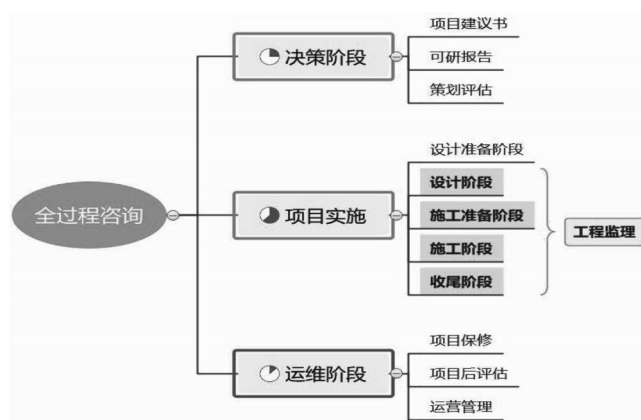 全过程咨询
决策阶段
项目建议书
可研报告
策划评估
项目实施
设计准备阶段
设计阶段
施工准备阶段
施工阶段
收尾阶段
工程监理
运维阶段
项目保修
项目后评估
运营管理